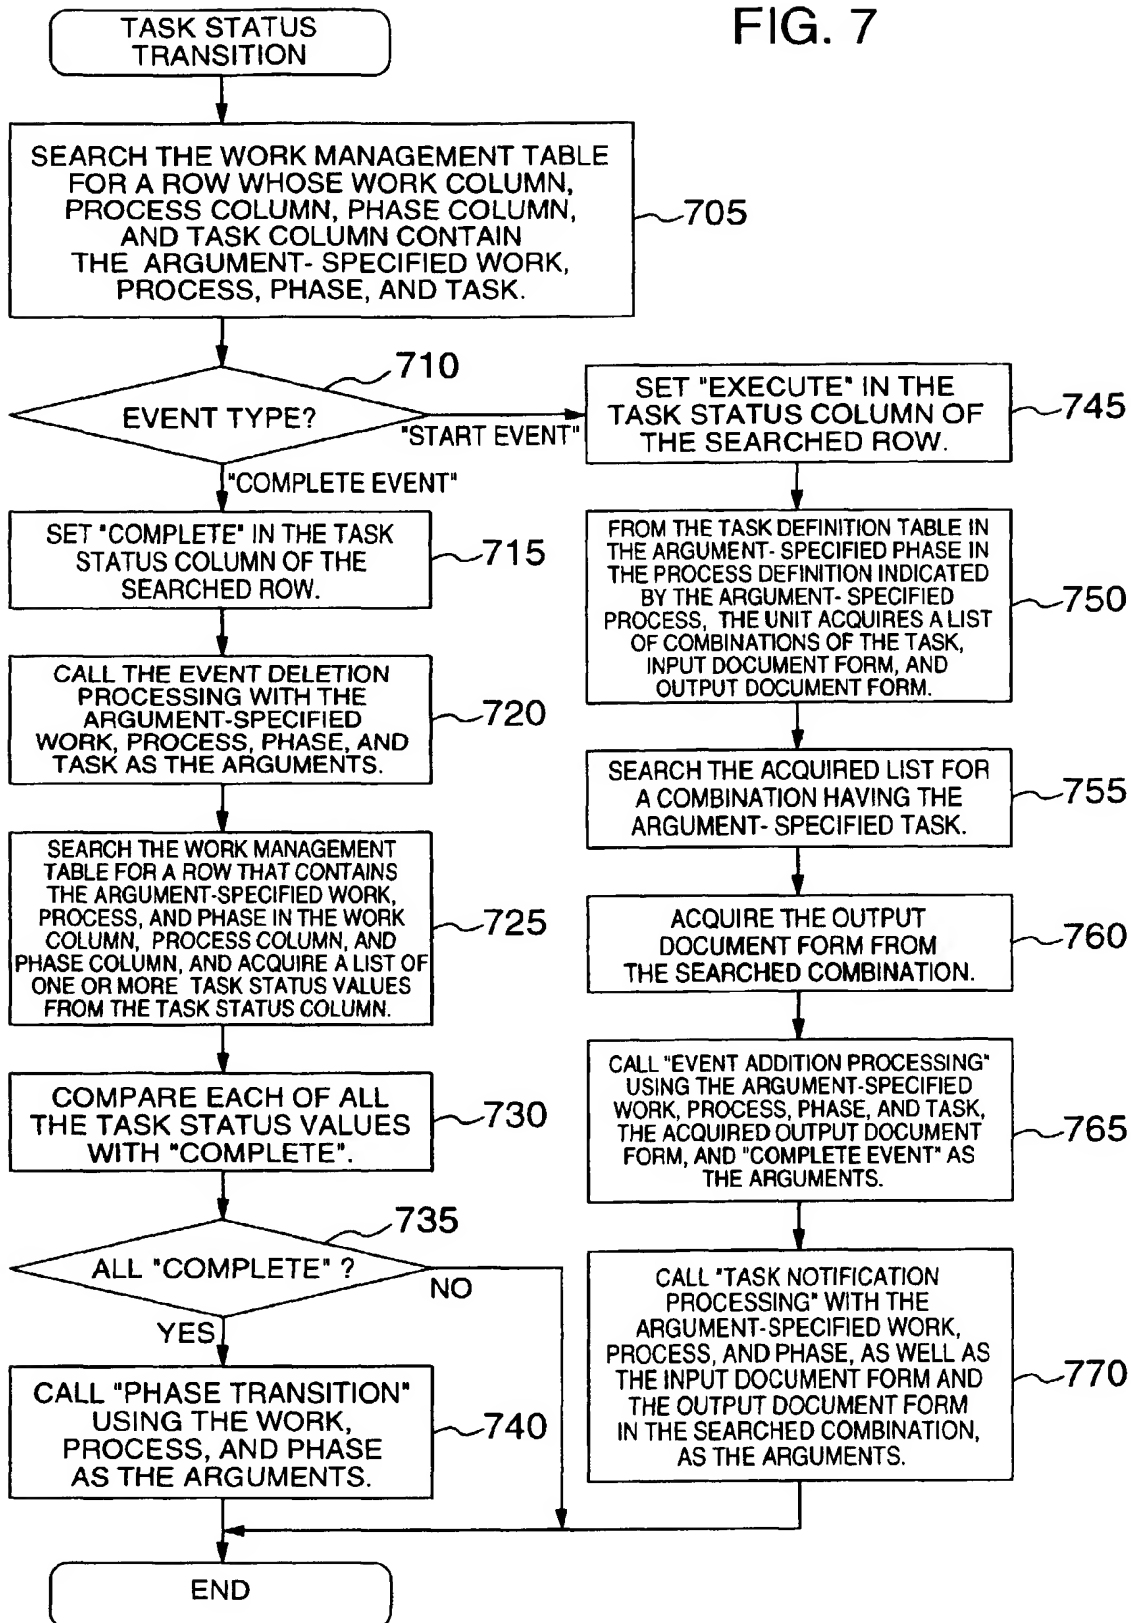 FIG. 7
TASK STATUS
TRANSITION
SEARCH THE WORK MANAGEMENT TABLE
FOR A ROW WHOSE WORK COLUMN,
PROCESS COLUMN, PHASE COLUMN,
AND TASK COLUMN CONTAIN
THE ARGUMENT- SPECIFIED WORK,
PROCESS, PHASE, AND TASK.
705
710
EVENT TYPE?
"START EVENT"
"COMPLETE EVENT"
SET "COMPLETE" IN THE TASK
STATUS COLUMN OF THE
SEARCHED ROW.
715
CALL THE EVENT DELETION
PROCESSING WITH THE
ARGUMENT-SPECIFIED
WORK, PROCESS, PHASE, AND
TASK AS THE ARGUMENTS.
720
SEARCH THE WORK MANAGEMENT
TABLE FOR A ROW THAT CONTAINS
THE ARGUMENT-SPECIFIED WORK,
PROCESS, AND PHASE IN THE WORK
COLUMN, PROCESS COLUMN, AND
PHASE COLUMN, AND ACQUIRE A LIST OF
ONE OR MORE TASK STATUS VALUES
FROM THE TASK STATUS COLUMN.
725
COMPARE EACH OF ALL
THE TASK STATUS VALUES
WITH "COMPLETE".
730
735
ALL "COMPLETE" ?
NO
YES
CALL "PHASE TRANSITION"
USING THE WORK,
PROCESS, AND PHASE
AS THE ARGUMENTS.
740
SET "EXECUTE" IN THE
TASK STATUS COLUMN OF
THE SEARCHED ROW.
745
FROM THE TASK DEFINITION TABLE IN
THE ARGUMENT- SPECIFIED PHASE IN
THE PROCESS DEFINITION INDICATED
BY THE ARGUMENT- SPECIFIED
PROCESS, THE UNIT ACQUIRES A LIST
OF COMBINATIONS OF THE TASK,
INPUT DOCUMENT FORM, AND
OUTPUT DOCUMENT FORM.
750
SEARCH THE ACQUIRED LIST FOR
A COMBINATION HAVING THE
ARGUMENT- SPECIFIED TASK.
755
ACQUIRE THE OUTPUT
DOCUMENT FORM FROM
THE SEARCHED COMBINATION.
760
CALL "EVENT ADDITION PROCESSING"
USING THE ARGUMENT-SPECIFIED
WORK, PROCESS, PHASE, AND TASK,
THE ACQUIRED OUTPUT DOCUMENT
FORM, AND "COMPLETE EVENT" AS
THE ARGUMENTS.
765
CALL "TASK NOTIFICATION
PROCESSING" WITH THE
ARGUMENT-SPECIFIED WORK,
PROCESS, AND PHASE, AS WELL AS
THE INPUT DOCUMENT FORM AND
THE OUTPUT DOCUMENT FORM
IN THE SEARCHED COMBINATION,
AS THE ARGUMENTS.
770
END